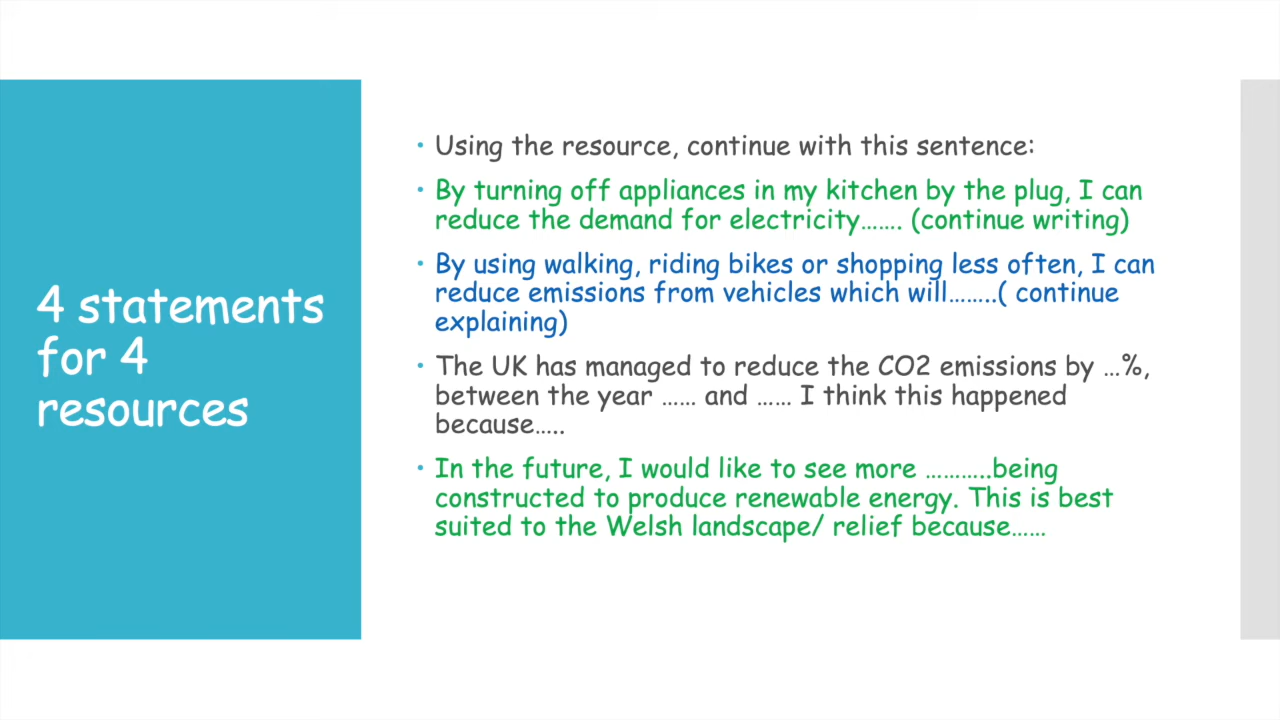 4 statements
for 4
resources
• Using the resource, continue with this sentence:
• By turning off appliances in my kitchen by the plug, I can
reduce the demand for electricity……. (continue writing)
• By using walking, riding bikes or shopping less often, I can
reduce emissions from vehicles which will……..( continue
explaining)
• The UK has managed to reduce the CO2 emissions by …%,
between the year …… and …… I think this happened
because…..
• In the future, I would like to see more ………..being
constructed to produce renewable energy. This is best
suited to the Welsh landscape/ relief because……